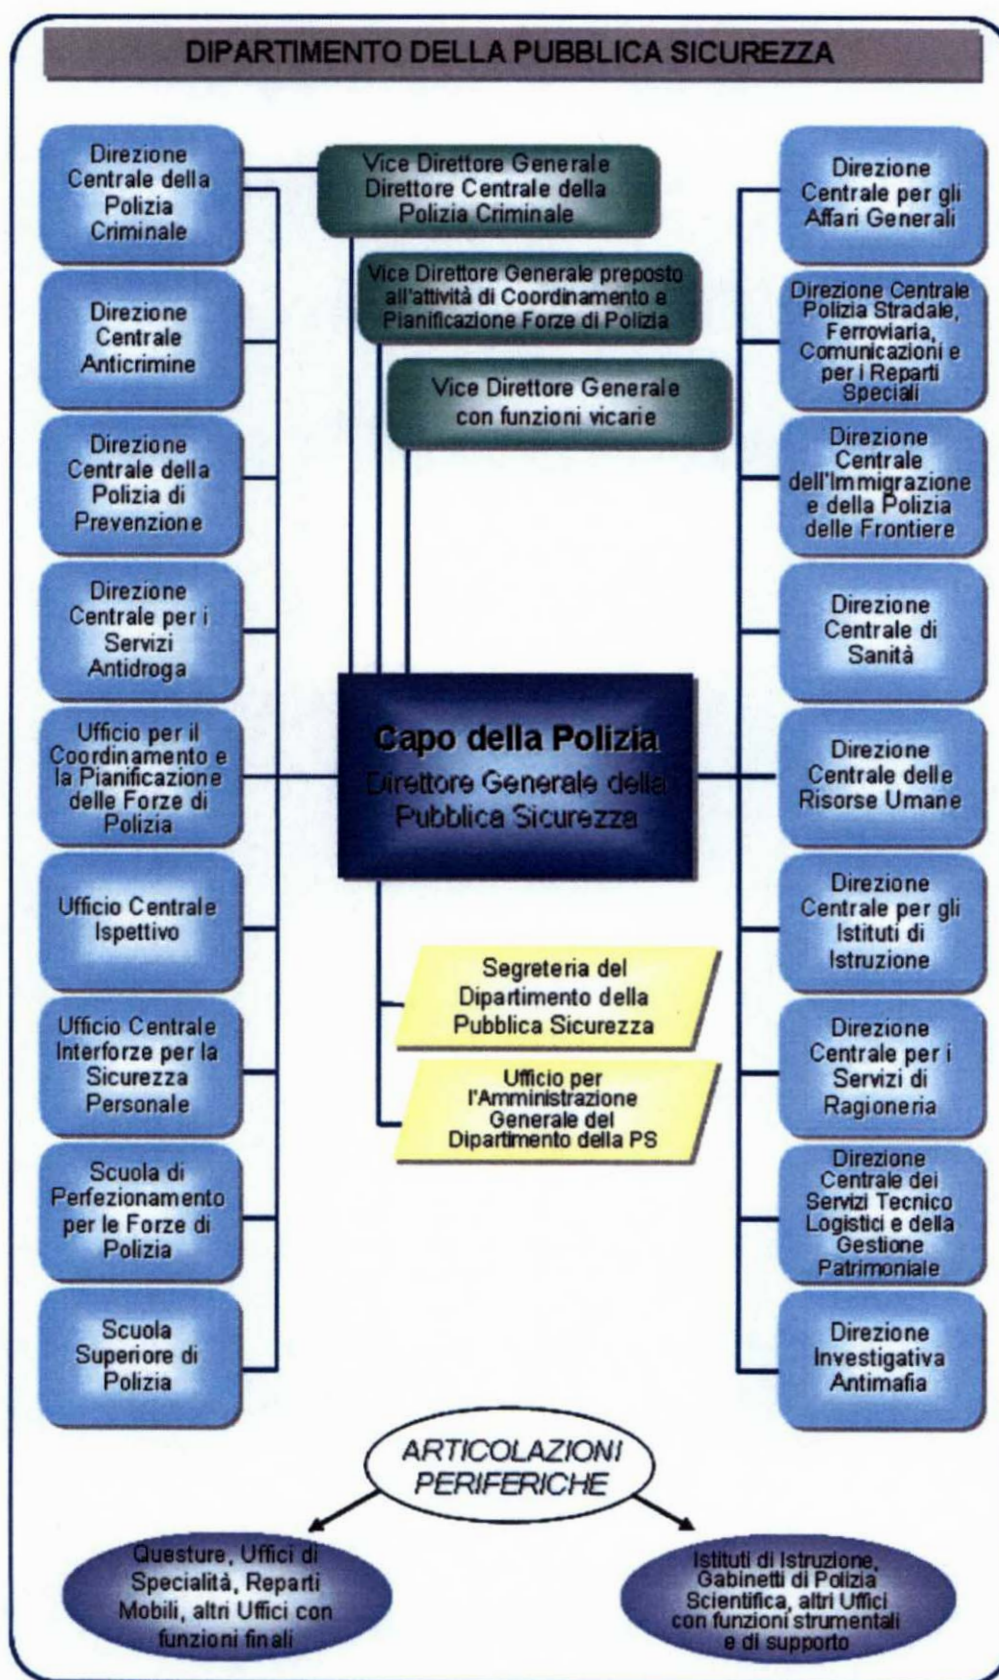 DIPARTIMENTO DELLA PUBBLICA SICUREZZA
Direzione
Centrale della
Polizia
Criminale
Direzione
Centrale
Anticrimine
Direzione
Centrale della
Polizia di
Prevenzione
Direzione
Centrale per i
Servizi
Antidroga
Ufficio per il
Coordinamento e
la Pianificazione
delle Forze di
Polizia
Ufficio Centrale
Ispettivo
Ufficio Centrale
Interforze per la
Sicurezza
Personale
Scuola di
Perfezionamento
per le Forze di
Polizia
Scuola
Superiore di
Polizia
Vice Direttore Generale
Direttore Centrale della
Polizia Criminale
Vice Direttore Generale preposto
all'attività di Coordinamento e
Pianificazione Forze di Polizia
Vice Direttore Generale
con funzioni vicarie
Capo della Polizia
Direttore Generale della
Pubblica Sicurezza
Segreteria del
Dipartimento della
Pubblica Sicurezza
Ufficio per
l'Amministrazione
Generale del
Dipartimento della PS
Direzione
Centrale per gli
Affari Generali
Direzione Centrale
Polizia Stradale,
Ferroviaria,
Comunicazioni e
per i Reparti
Speciali
Direzione
Centrale
dell'Immigrazione
e della Polizia
delle Frontiere
Direzione
Centrale di
Sanità
Direzione
Centrale delle
Risorse Umane
Direzione
Centrale per gli
Istituti di
Istruzione
Direzione
Centrale per i
Servizi di
Ragioneria
Direzione
Centrale dei
Servizi Tecnico
Logistici e della
Gestione
Patrimoniale
Direzione
Investigativa
Antimafia
ARTICOLAZIONI
PERIFERICHE
Questure, Uffici di
Specialità, Reparti
Mobili, altri Uffici con
funzioni finali
Istituti di Istruzione,
Gabinetti di Polizia
Scientifica, altri Uffici
con funzioni strumentali
e di supporto